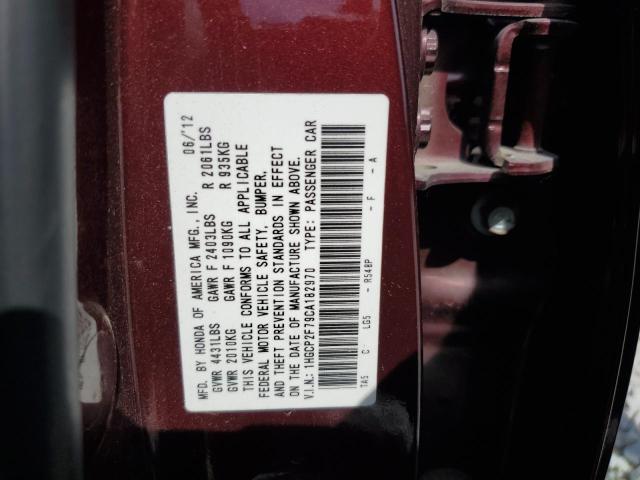 MFD. BY HONDA OF AMERICA MFG., INC. 06/'12
GVWR 4431LBS GAWR F 2403LBS R 2061LBS
GVWR 2010KG GAWR F 1090KG R 935KG
THIS VEHICLE CONFORMS TO ALL APPLICABLE
FEDERAL MOTOR VEHICLE SAFETY, BUMPER,
AND THEFT PREVENTION STANDARDS IN EFFECT
ON THE DATE OF MANUFACTURE SHOWN ABOVE.
V.I.N.: 1HGCP2F79CA182970 TYPE: PASSENGER CAR
TA5 C LG5 - R548P - F - A